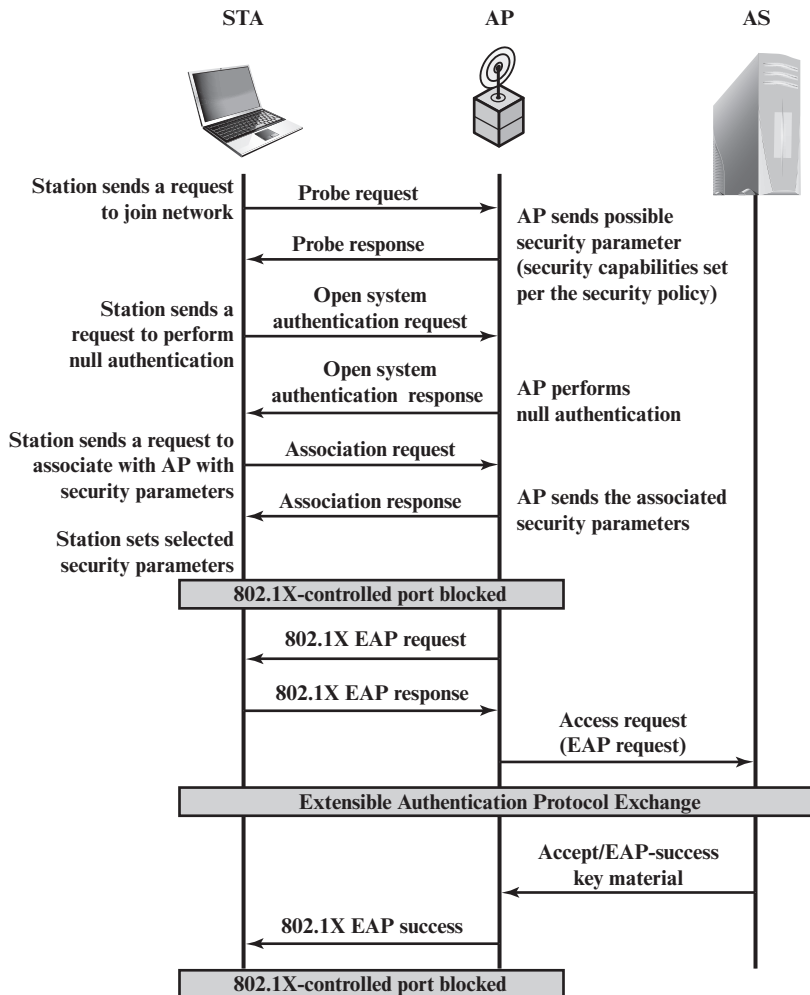 STA
AP
AS
Station sends a request
to join network
Probe request
Probe response
AP sends possible
security parameter
(security capabilities set
per the security policy)
Station sends a
request to perform
null authentication
Open system
authentication request
Open system
authentication response
AP performs
null authentication
Station sends a request to
associate with AP with
security parameters
Association request
Association response
AP sends the associated
security parameters
Station sets selected
security parameters
802.1X-controlled port blocked
802.1X EAP request
802.1X EAP response
Access request
(EAP request)
Extensible Authentication Protocol Exchange
Accept/EAP-success
key material
802.1X EAP success
802.1X-controlled port blocked